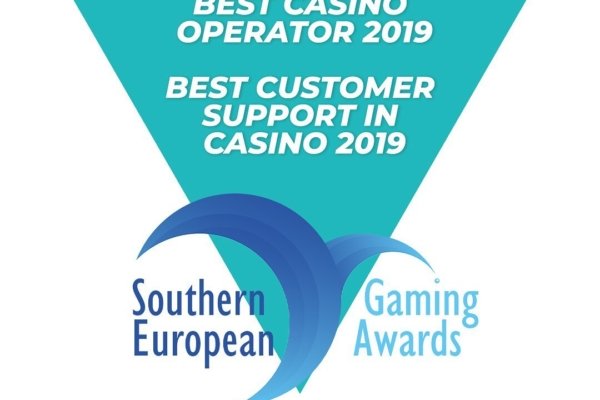 BEST CASINO
OPERATOR 2019
BEST CUSTOMER
SUPPORT IN
CASINO 2019
Southern Gaming
European Awards